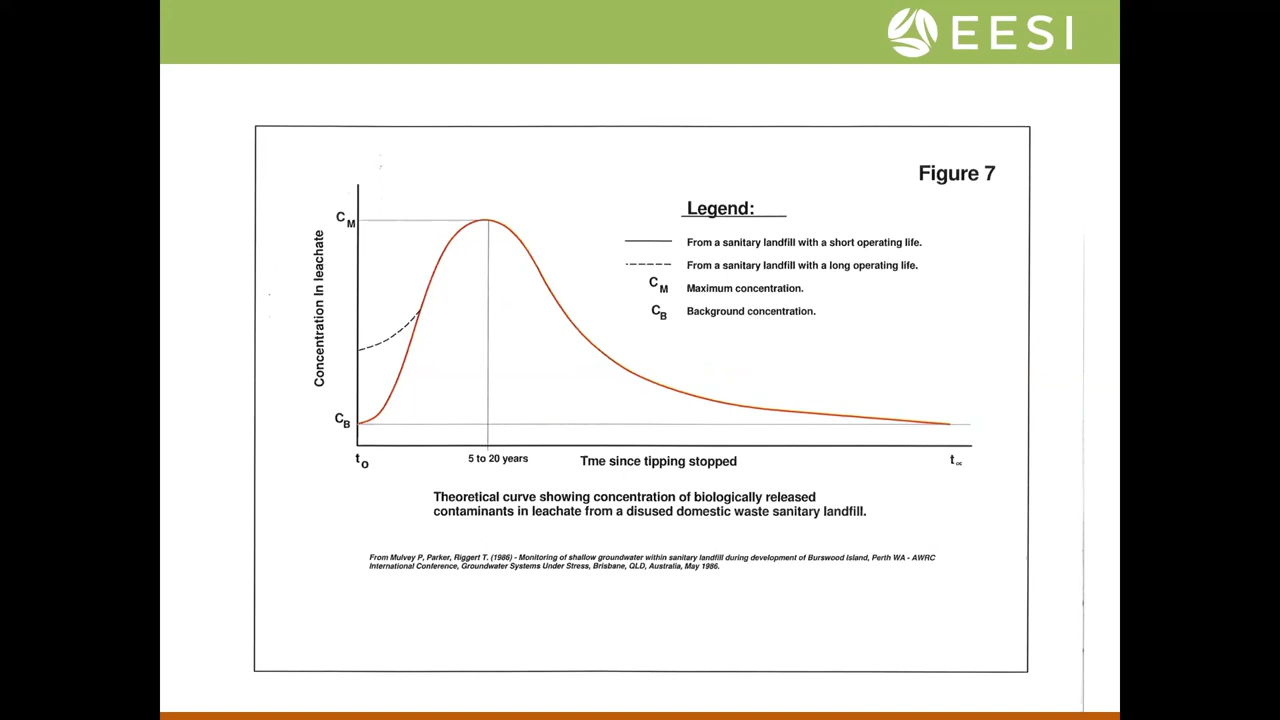 EESI
Figure 7
Legend:
From a sanitary landfill with a short operating life.
From a sanitary landfill with a long operating life.
CM Maximum concentration.
CB Background concentration.
CM
Concentration In leachate
CB
to
5 to 20 years
Tme since tipping stopped
t∞
Theoretical curve showing concentration of biologically released
contaminants in leachate from a disused domestic waste sanitary landfill.
From Mulvey P, Parker, Riggert T. (1986) - Monitoring of shallow groundwater within sanitary landfill during development of Burswood Island, Perth WA - AWRC
International Conference, Groundwater Systems Under Stress, Brisbane, QLD, Australia, May 1986.